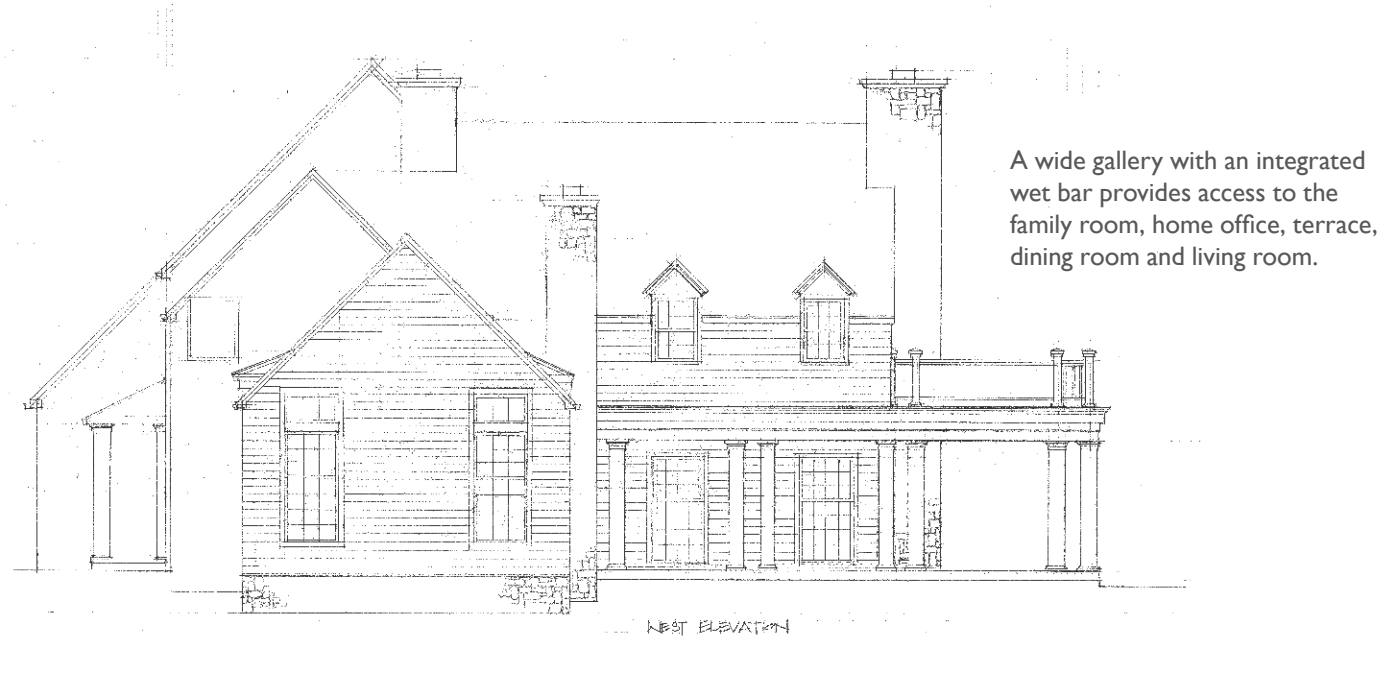 A wide gallery with an integrated
wet bar provides access to the
family room, home office, terrace,
dining room and living room.
WEST ELEVATION